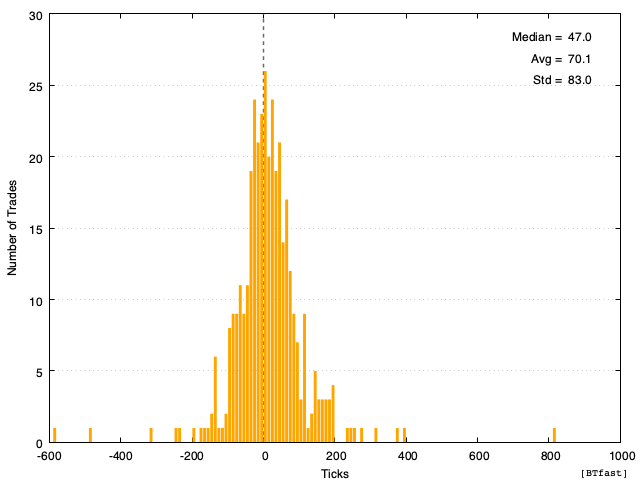 30
Median = 47.0
Avg = 70.1
Std = 83.0
25
20
15
10
5
0
Number of Trades
-600 -400 -200 0 200 400 600 800 1000
Ticks
[BTfast]